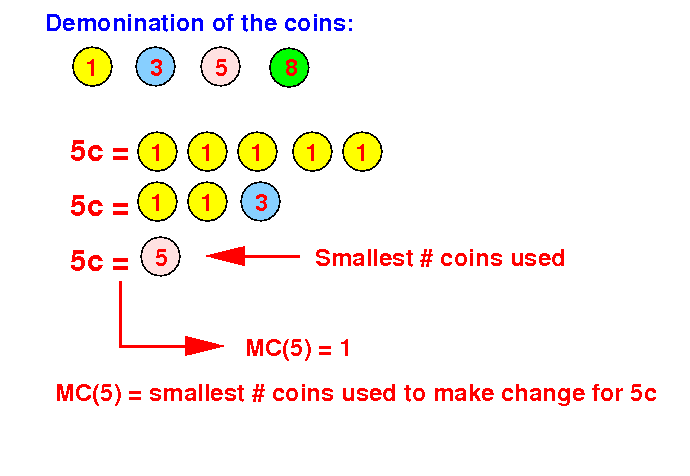 Demonination of the coins:
1 3 5 8
5c = 1 1 1 1 1
5c = 1 1 3
5c = 5 Smallest # coins used
MC(5) = 1
MC(5) = smallest # coins used to make change for 5c